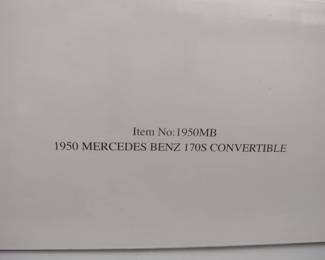 Item No:1950MB
1950 MERCEDES BENZ 170S CONVERTIBLE